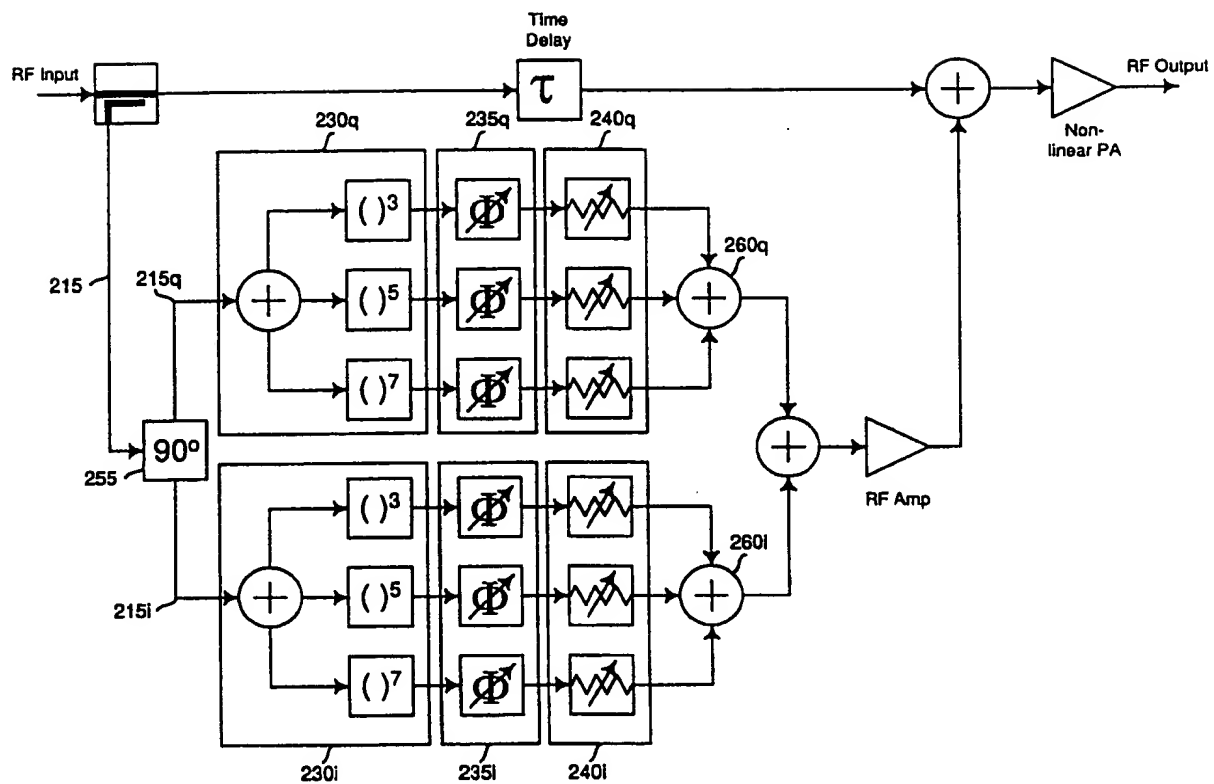 Time
Delay
RF Input
τ
RF Output
Non-
linear PA
230q
235q
240q
( )3
Φ
( )5
Φ
( )7
Φ
260q
215
215q
90º
255
RF Amp
( )3
Φ
( )5
Φ
( )7
Φ
260i
215i
230i
235i
240i